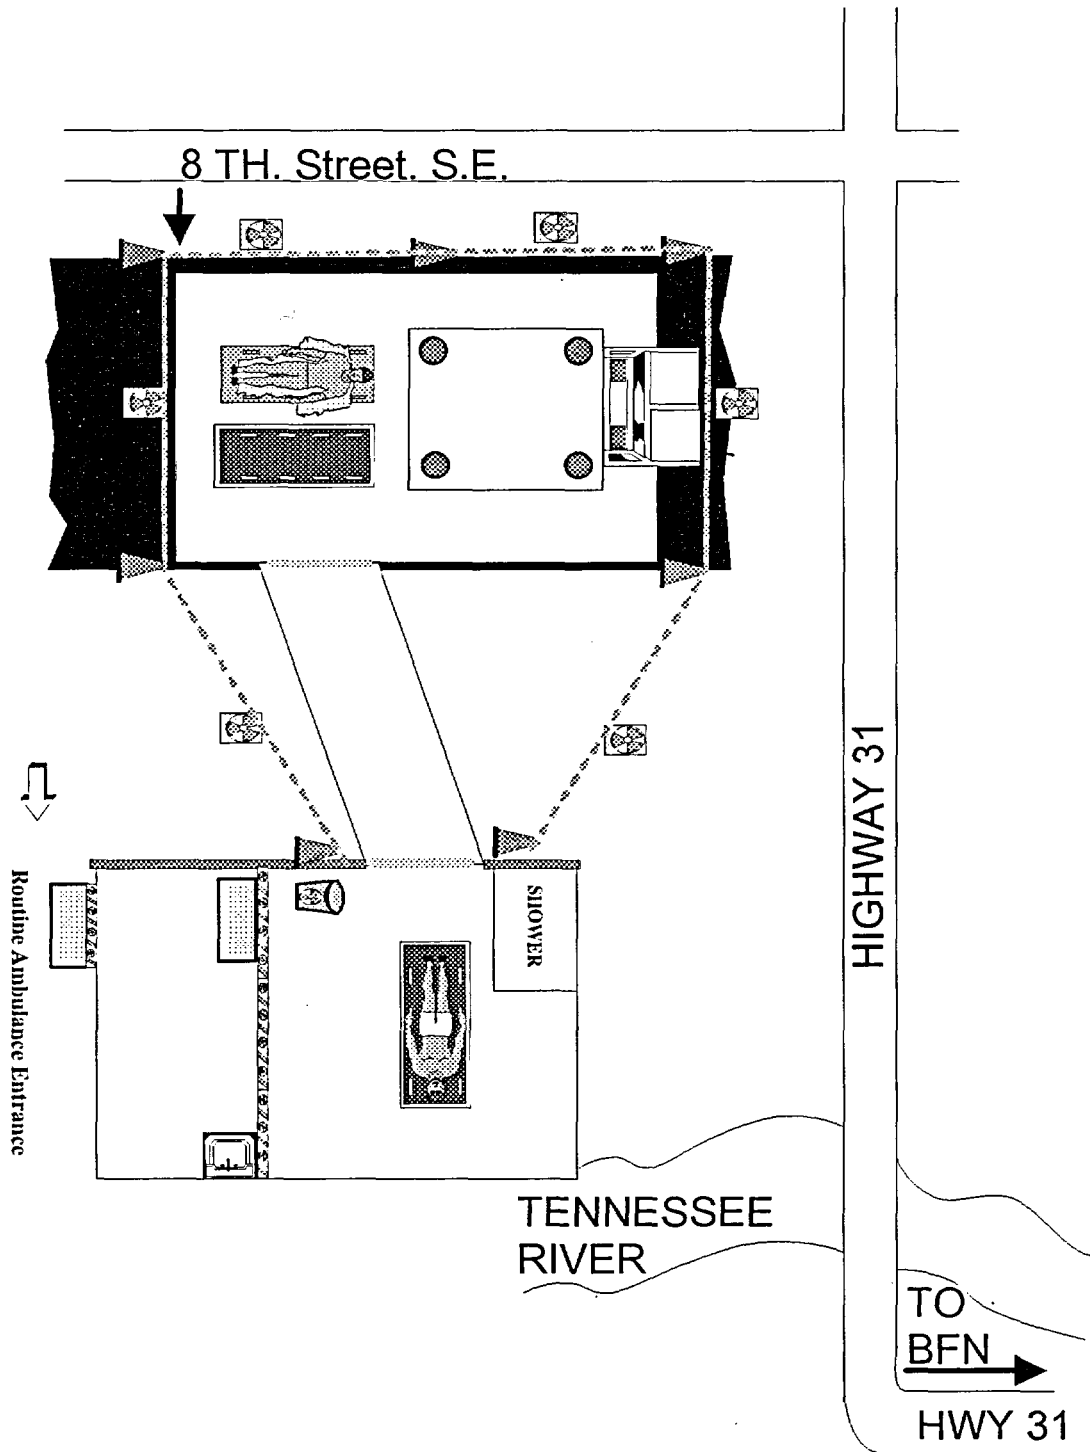 8 TH. Street. S.E.
HIGHWAY 31
SHOWER
Routine Ambulance Entrance
TENNESSEE
RIVER
TO
BFN
HWY 31